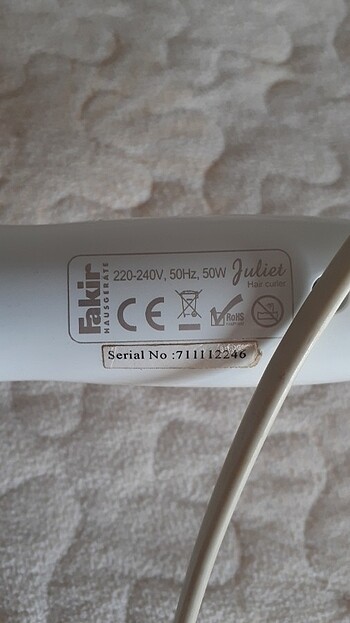 Fakir
HAUSGERÄTE
220-240V, 50Hz, 50W
Juliet
Hair curler
CE
RoHS
Serial No :711112246